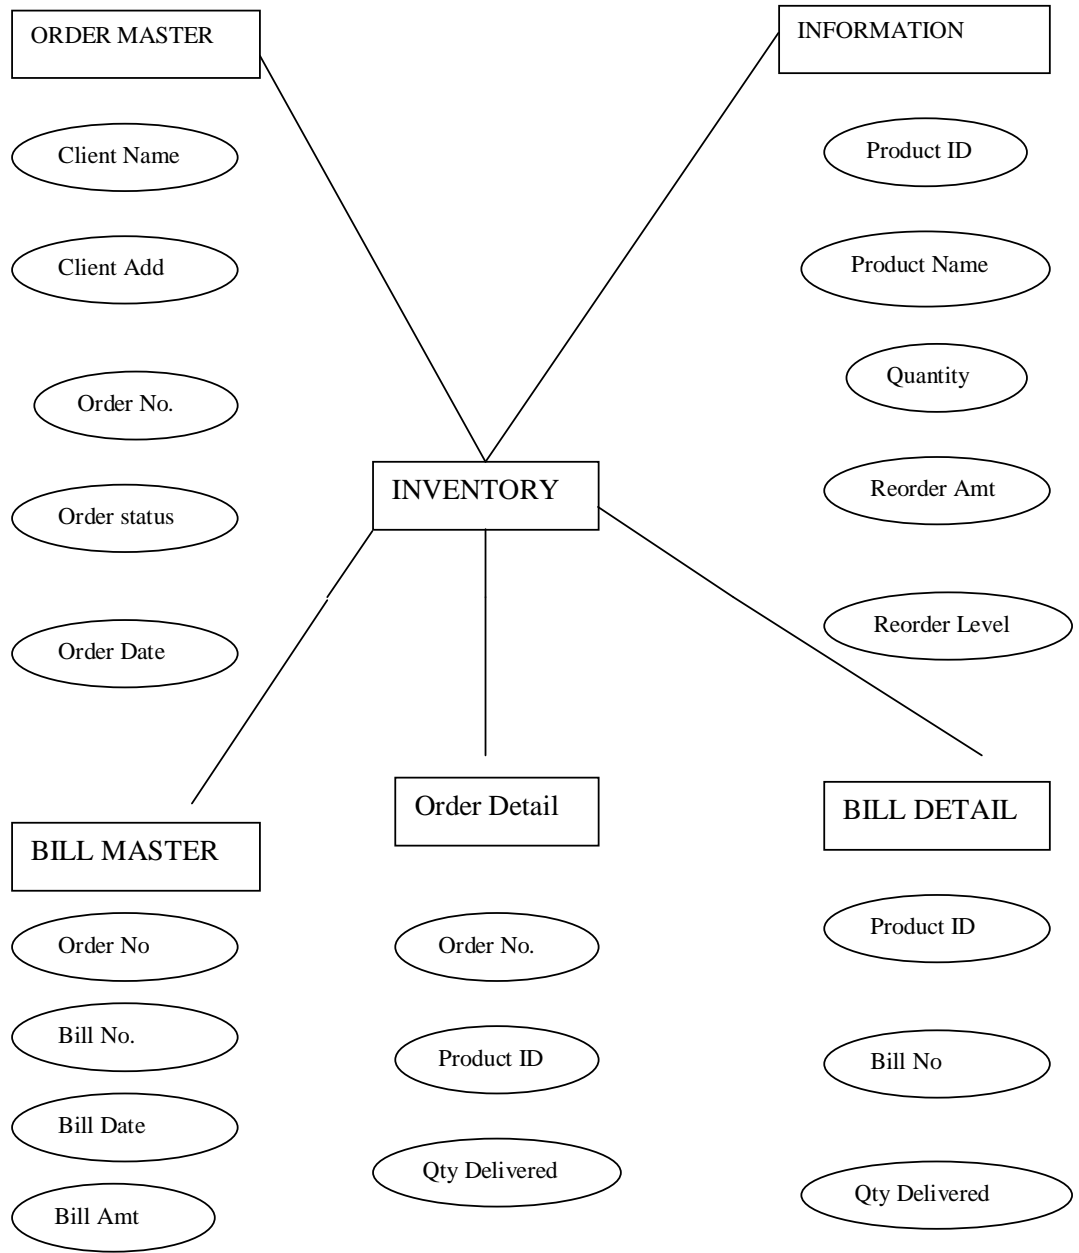 ORDER MASTER
Client Name
Client Add
Order No.
Order status
Order Date
INFORMATION
Product ID
Product Name
Quantity
Reorder Amt
Reorder Level
INVENTORY
BILL MASTER
Order No
Bill No.
Bill Date
Bill Amt
Order Detail
Order No.
Product ID
Qty Delivered
BILL DETAIL
Product ID
Bill No
Qty Delivered